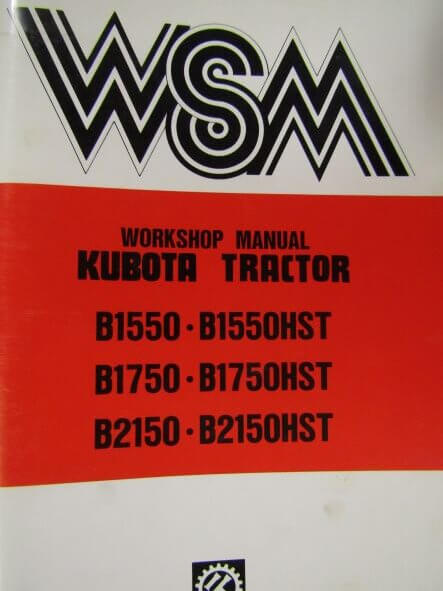 WSM
WORKSHOP MANUAL
KUBOTA TRACTOR
B1550・B1550HST
B1750・B1750HST
B2150・B2150HST